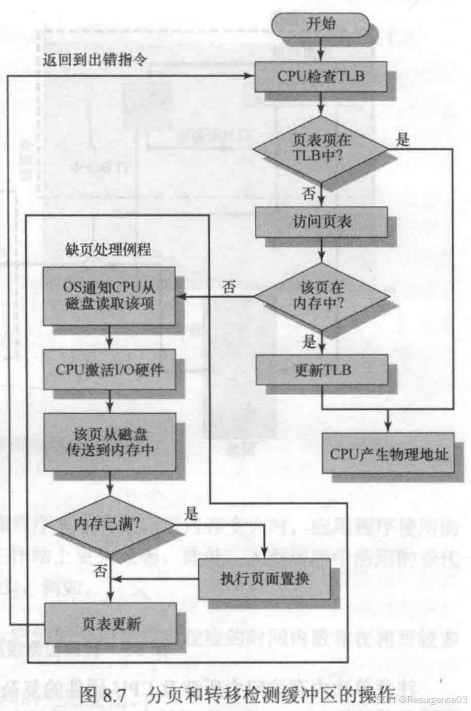 开始
返回到出错指令
CPU检查TLB
页表项在
TLB中?
是
否
访问页表
缺页处理例程
OS通知CPU从
磁盘读取该项
否
该页在
内存中?
是
CPU激活I/O硬件
更新TLB
该页从磁盘
传送到内存中
CPU产生物理地址
内存已满?
是
否
执行页面置换
页表更新
图 8.7 分页和转移检测缓冲区的操作
@Resurgence03